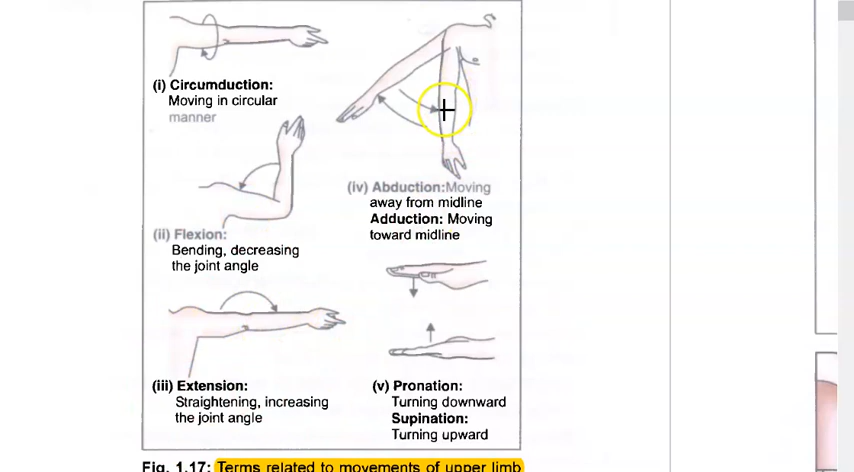 (i) Circumduction:
Moving in circular
manner
(ii) Flexion:
Bending, decreasing
the joint angle
(iii) Extension:
Straightening, increasing
the joint angle
(iv) Abduction:Moving
away from midline
Adduction: Moving
toward midline
(v) Pronation:
Turning downward
Supination:
Turning upward
Fig. 1.17: Terms related to movements of upper limb